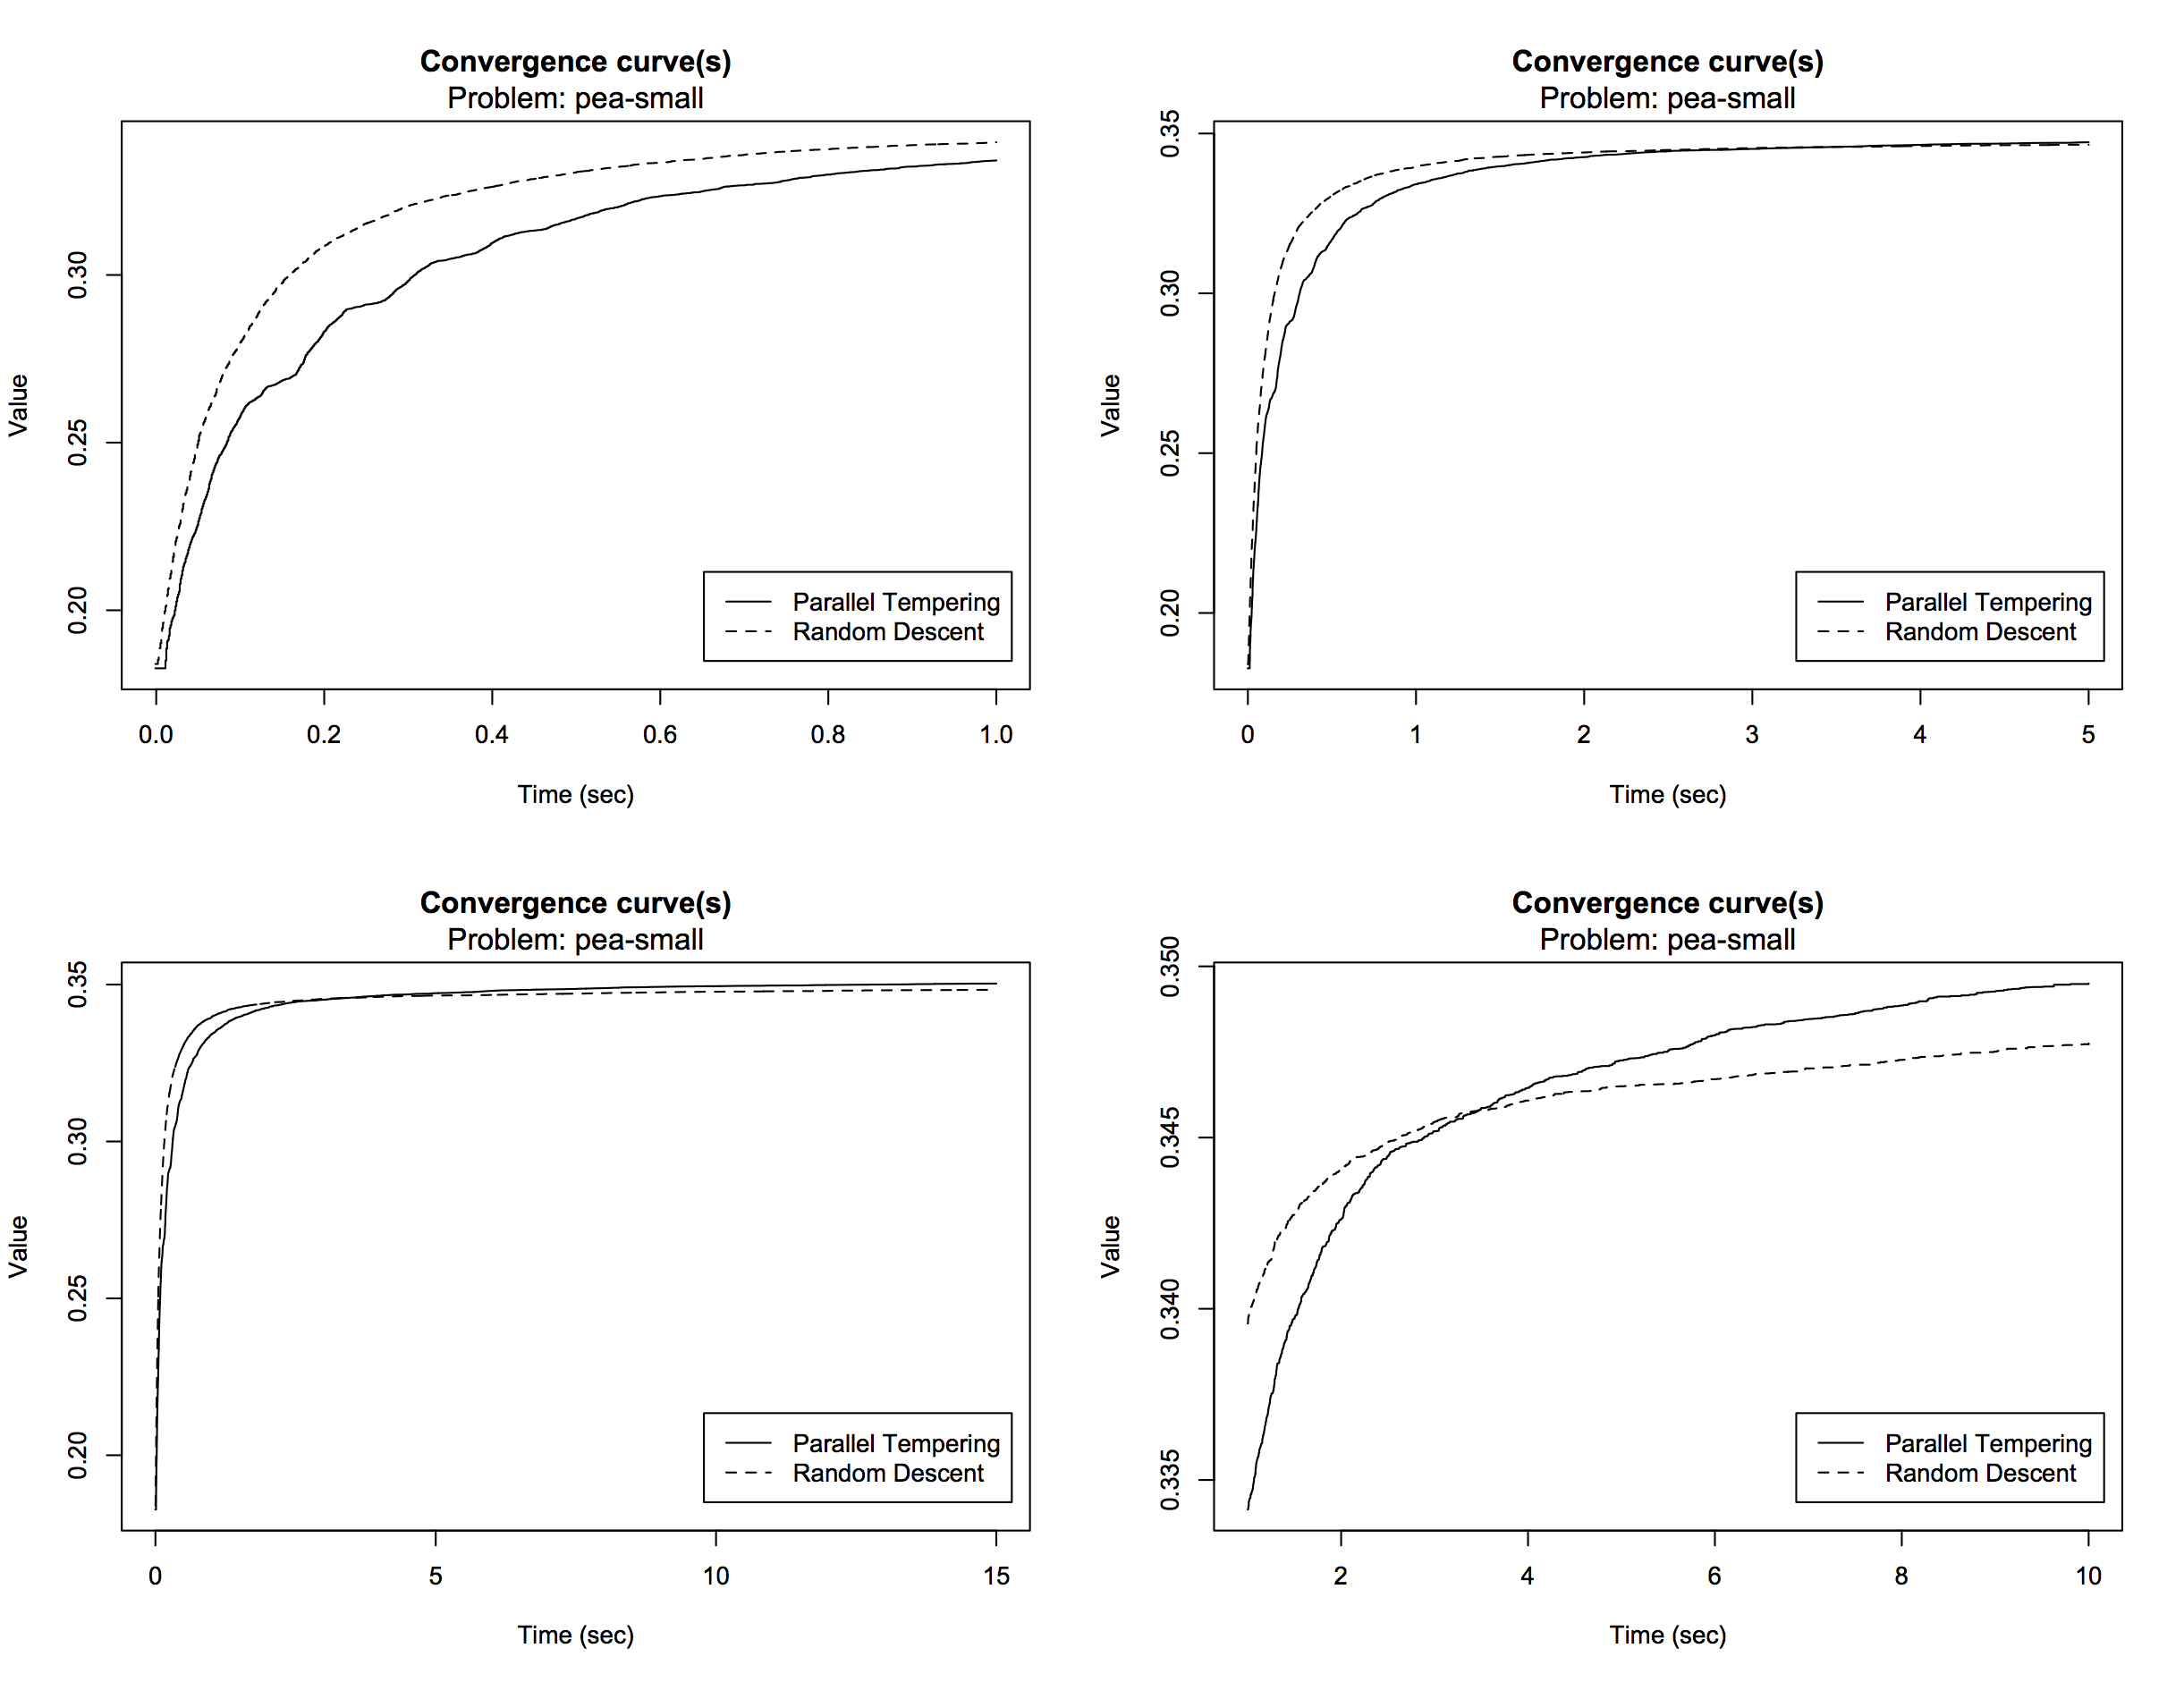 Convergence curve(s)
Problem: pea-small
Value
0.30
0.25
0.20
Parallel Tempering
Random Descent
0.0 0.2 0.4 0.6 0.8 1.0
Time (sec)
Convergence curve(s)
Problem: pea-small
Value
0.35
0.30
0.25
0.20
Parallel Tempering
Random Descent
0 1 2 3 4 5
Time (sec)
Convergence curve(s)
Problem: pea-small
Value
0.35
0.30
0.25
0.20
Parallel Tempering
Random Descent
0 5 10 15
Time (sec)
Convergence curve(s)
Problem: pea-small
Value
0.350
0.345
0.340
0.335
Parallel Tempering
Random Descent
2 4 6 8 10
Time (sec)